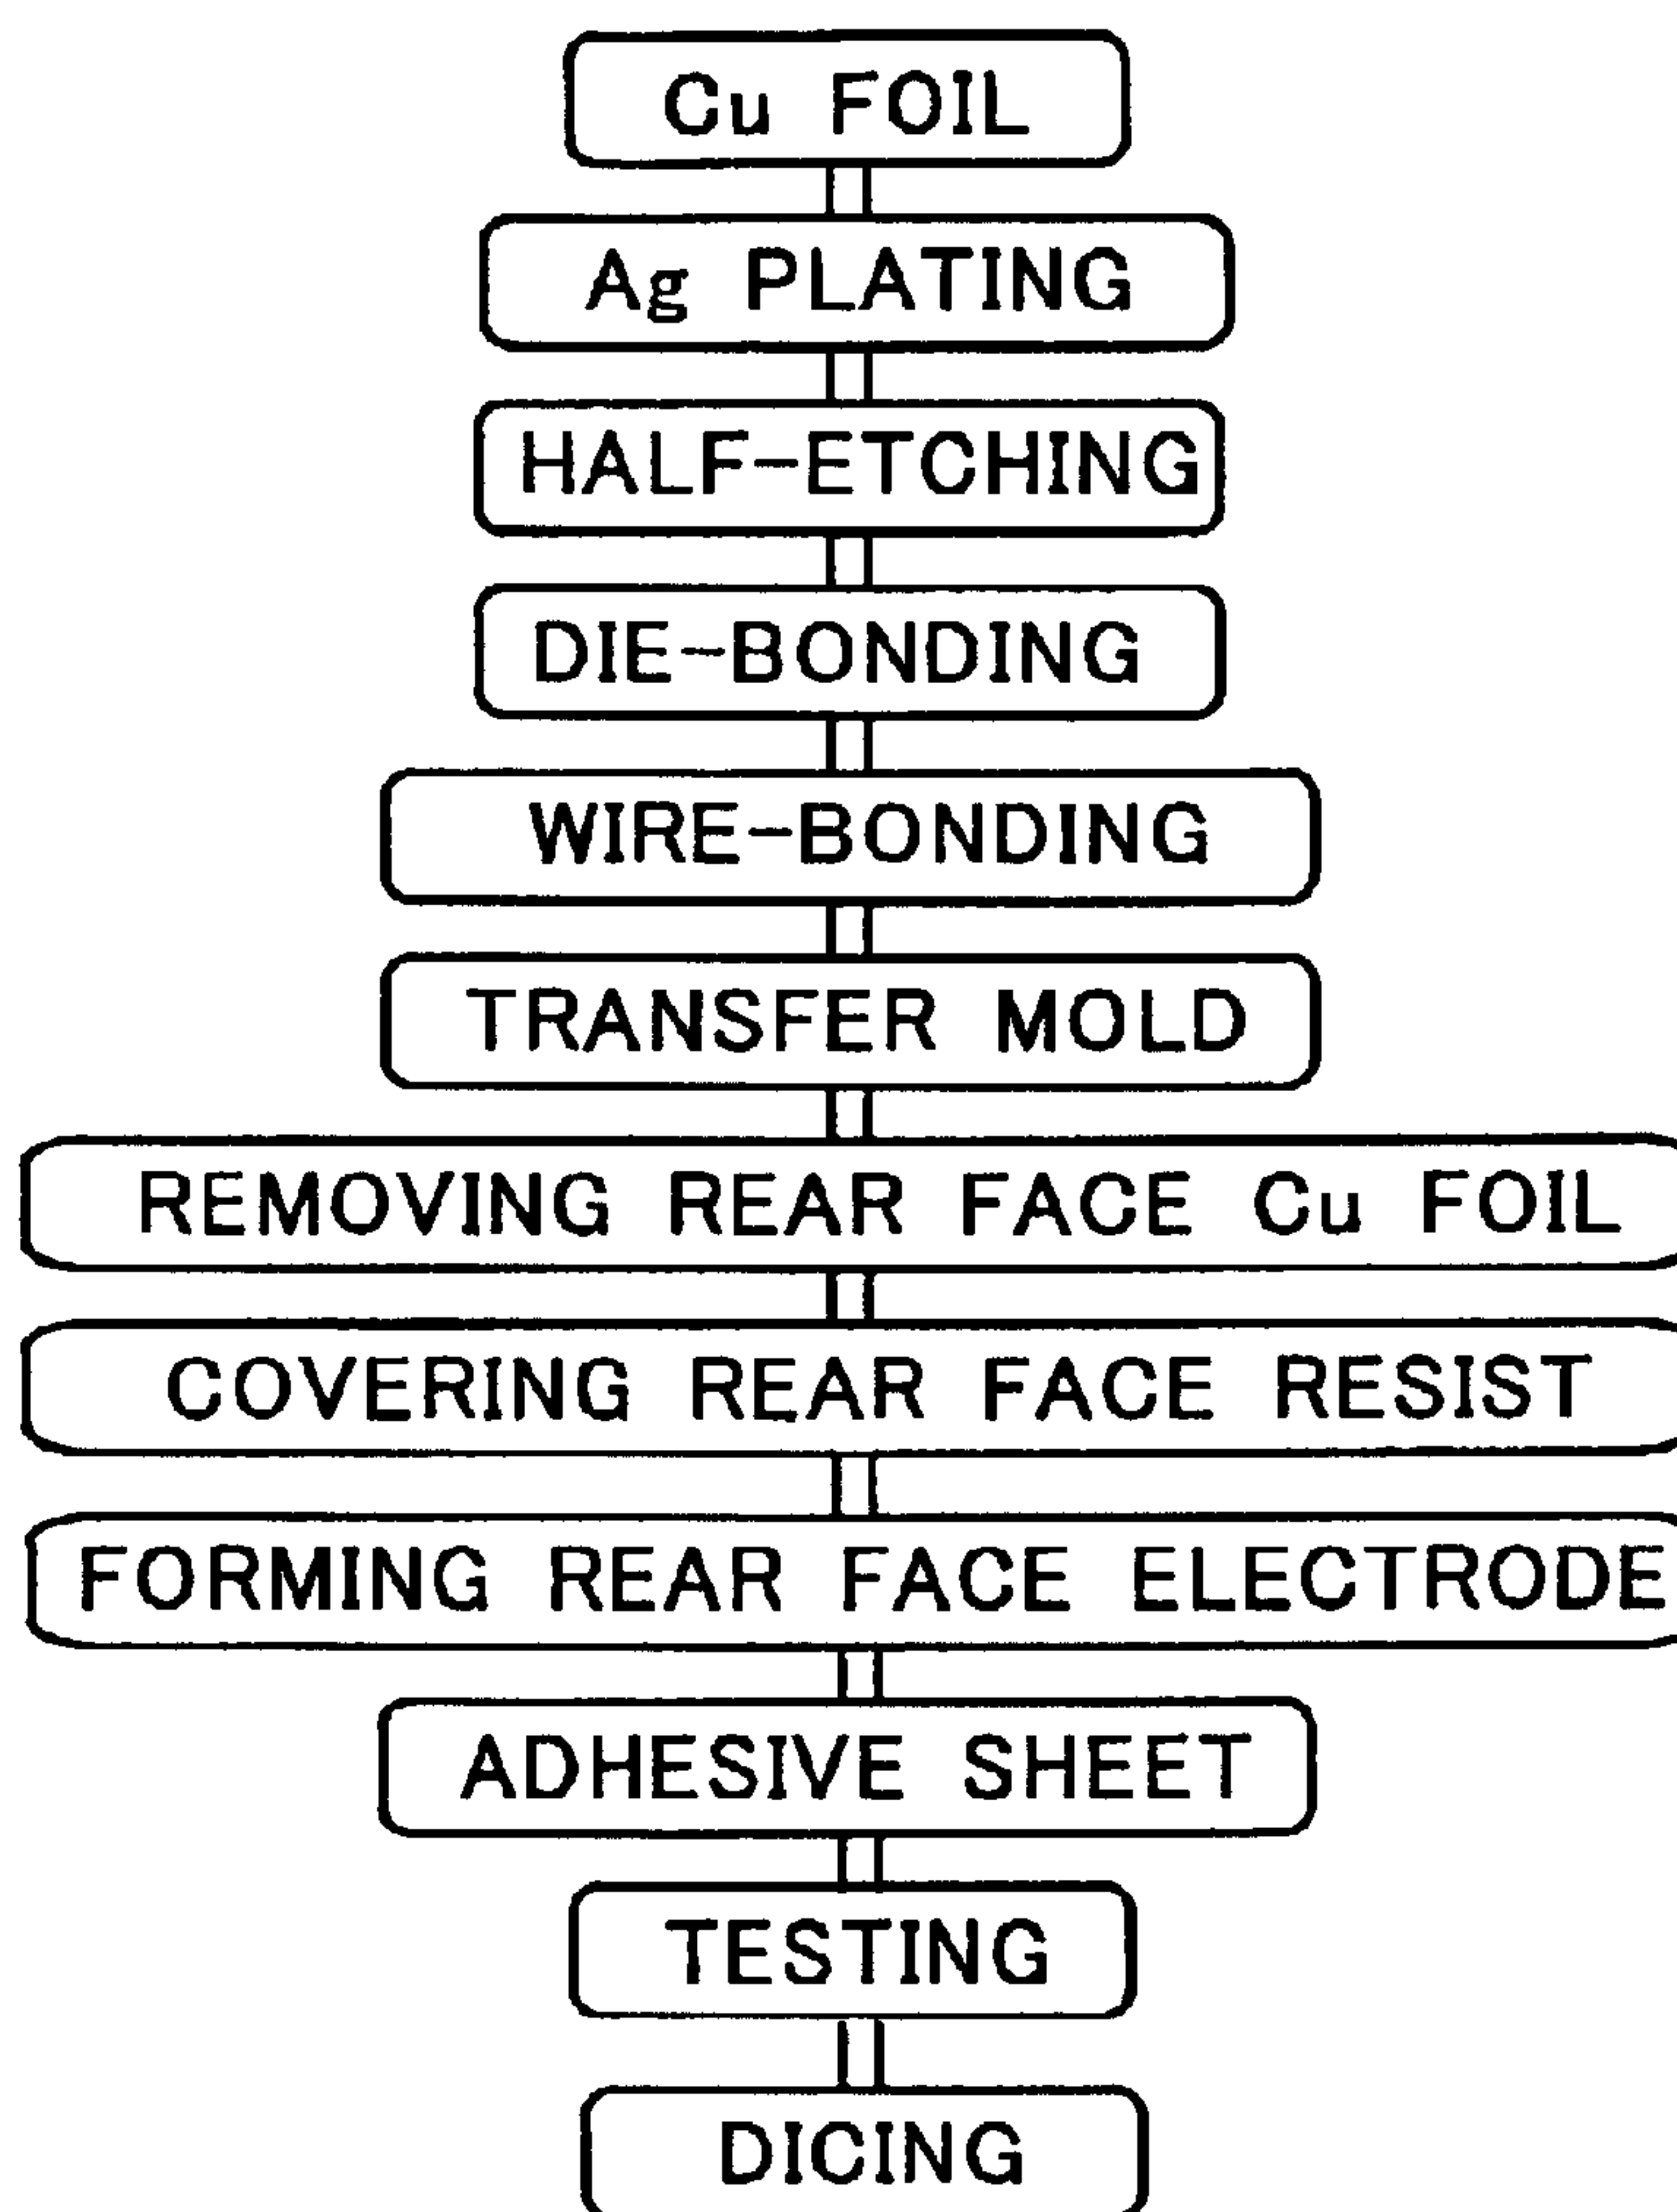 Cu FOIL
Ag PLATING
HALF-ETCHING
DIE-BONDING
WIRE-BONDING
TRANSFER MOLD
REMOVING REAR FACE Cu FOIL
COVERING REAR FACE RESIST
FORMING REAR FACE ELECTRODE
ADHESIVE SHEET
TESTING
DICING